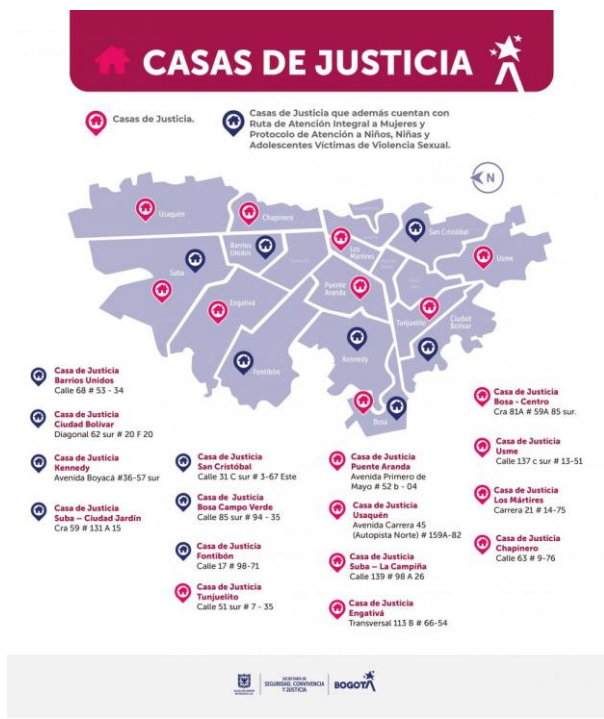 CASAS DE JUSTICIA
Casas de Justicia.
Casas de Justicia que además cuentan con
Ruta de Atención Integral a Mujeres y
Protocolo de Atención a Niños, Niñas y
Adolescentes Víctimas de Violencia Sexual.
N
Usaquén
Chapinero
San Cristóbal
Barrios
Unidos
Los
Mártires
Usme
Suba
Puente
Aranda
Engativá
Tunjuelito
Ciudad
Bolívar
Kennedy
Fontibón
Bosa
Casa de Justicia
Barrios Unidos
Calle 68 # 53 - 34
Casa de Justicia
Ciudad Bolívar
Diagonal 62 sur # 20 F 20
Casa de Justicia
Kennedy
Avenida Boyacá #36-57 sur
Casa de Justicia
Suba – Ciudad Jardín
Cra 59 # 131 A 15
Casa de Justicia
San Cristóbal
Calle 31 C sur # 3-67 Este
Casa de Justicia
Bosa Campo Verde
Calle 85 sur # 94 - 35
Casa de Justicia
Fontibón
Calle 17 # 98-71
Casa de Justicia
Tunjuelito
Calle 51 sur # 7 - 35
Casa de Justicia
Puente Aranda
Avenida Primero de
Mayo # 52 b - 04
Casa de Justicia
Usaquén
Avenida Carrera 45
(Autopista Norte) # 159A-82
Casa de Justicia
Suba – La Campiña
Calle 139 # 98 A 26
Casa de Justicia
Engativá
Transversal 113 B # 66-54
Casa de Justicia
Bosa - Centro
Cra 81A # 59A 85 sur.
Casa de Justicia
Usme
Calle 137 c sur # 13-51
Casa de Justicia
Los Mártires
Carrera 21 # 14-75
Casa de Justicia
Chapinero
Calle 63 # 9-76
SECRETARÍA DE
SEGURIDAD, CONVIVENCIA
Y JUSTICIA
BOGOTÁ